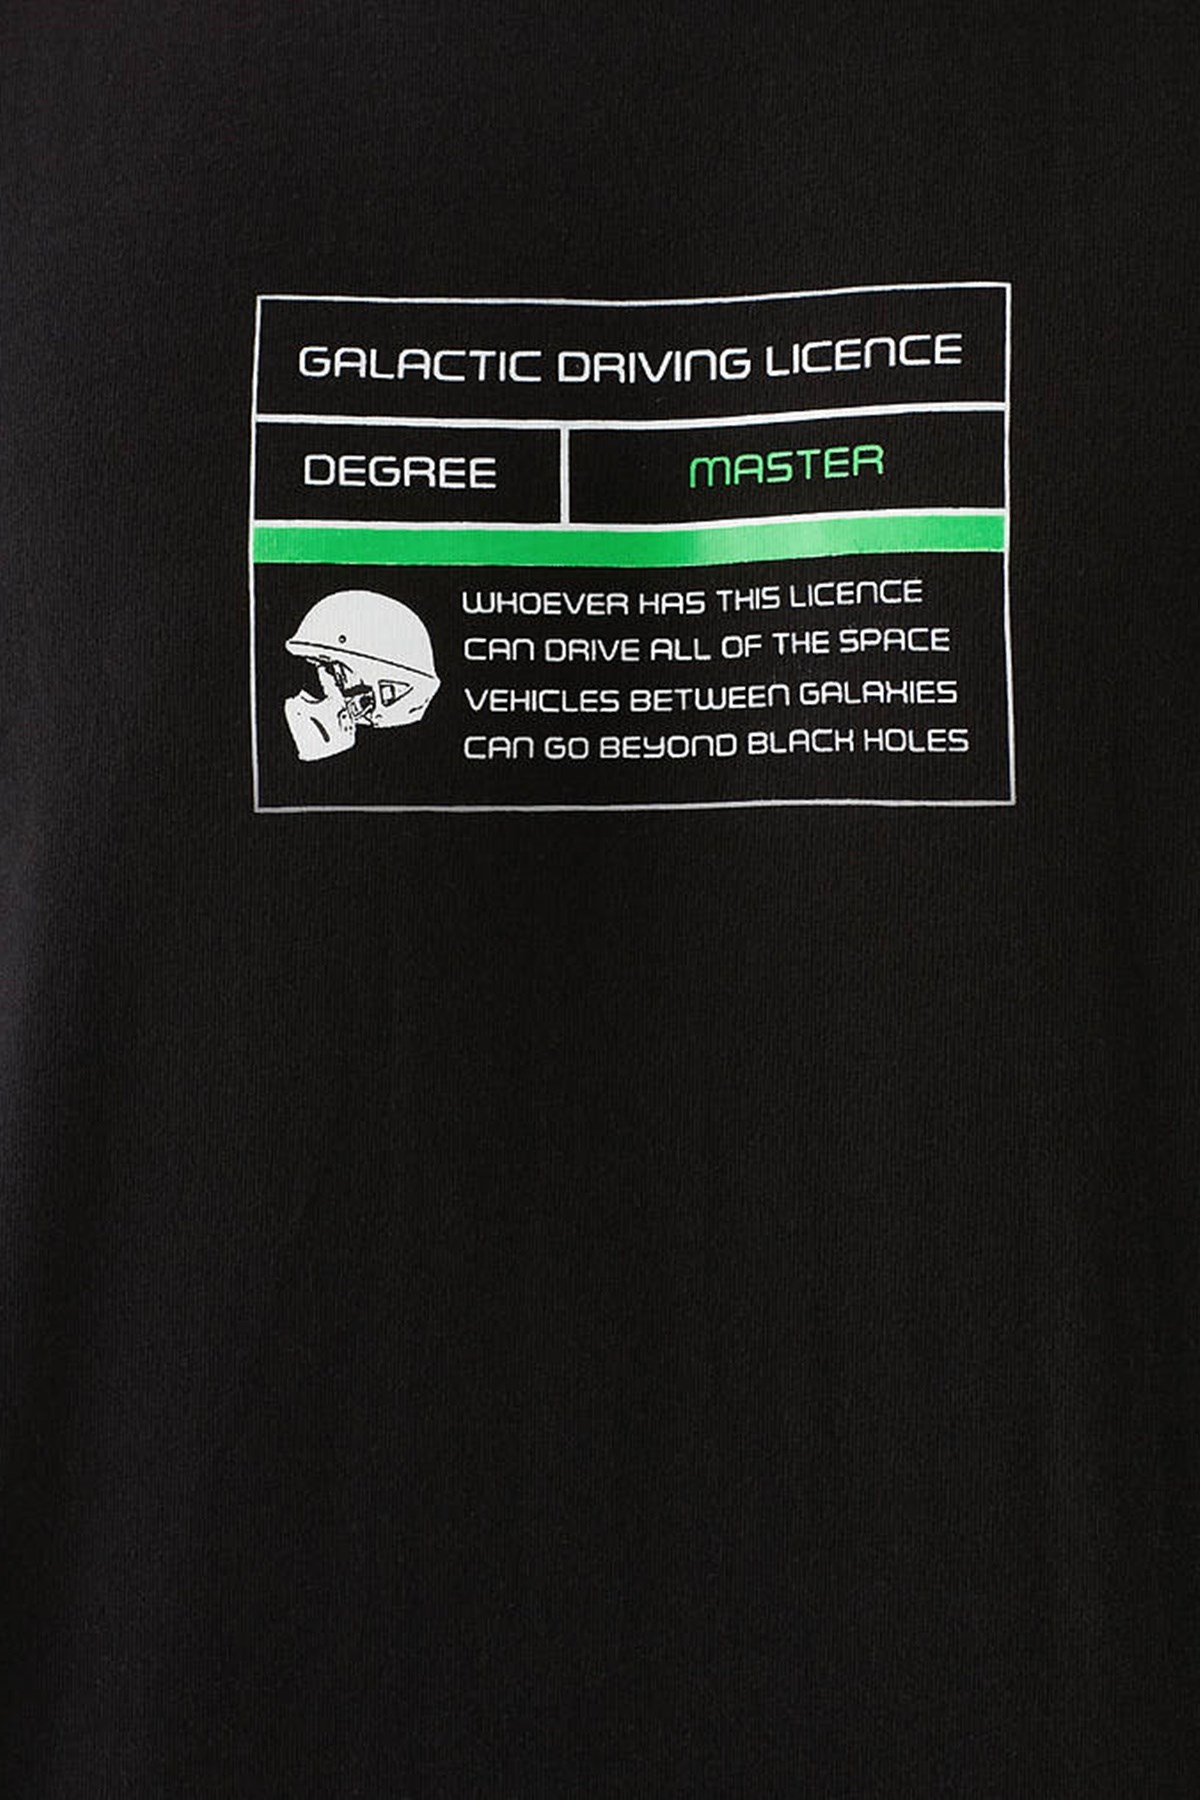 GALACTIC DRIVING LICENCE
DEGREE MASTER
WHOEVER HAS THIS LICENCE
CAN DRIVE ALL OF THE SPACE
VEHICLES BETWEEN GALAXIES
CAN GO BEYOND BLACK HOLES